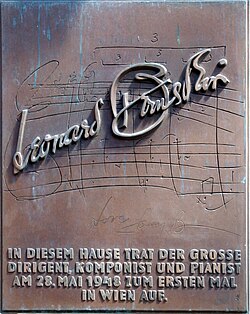 Leonard Bernstein
IN DIESEM HAUSE TRAT DER GROSSE
DIRIGENT, KOMPONIST UND PIANIST
AM 28. MAI 1948 ZUM ERSTEN MAL
IN WIEN AUF.